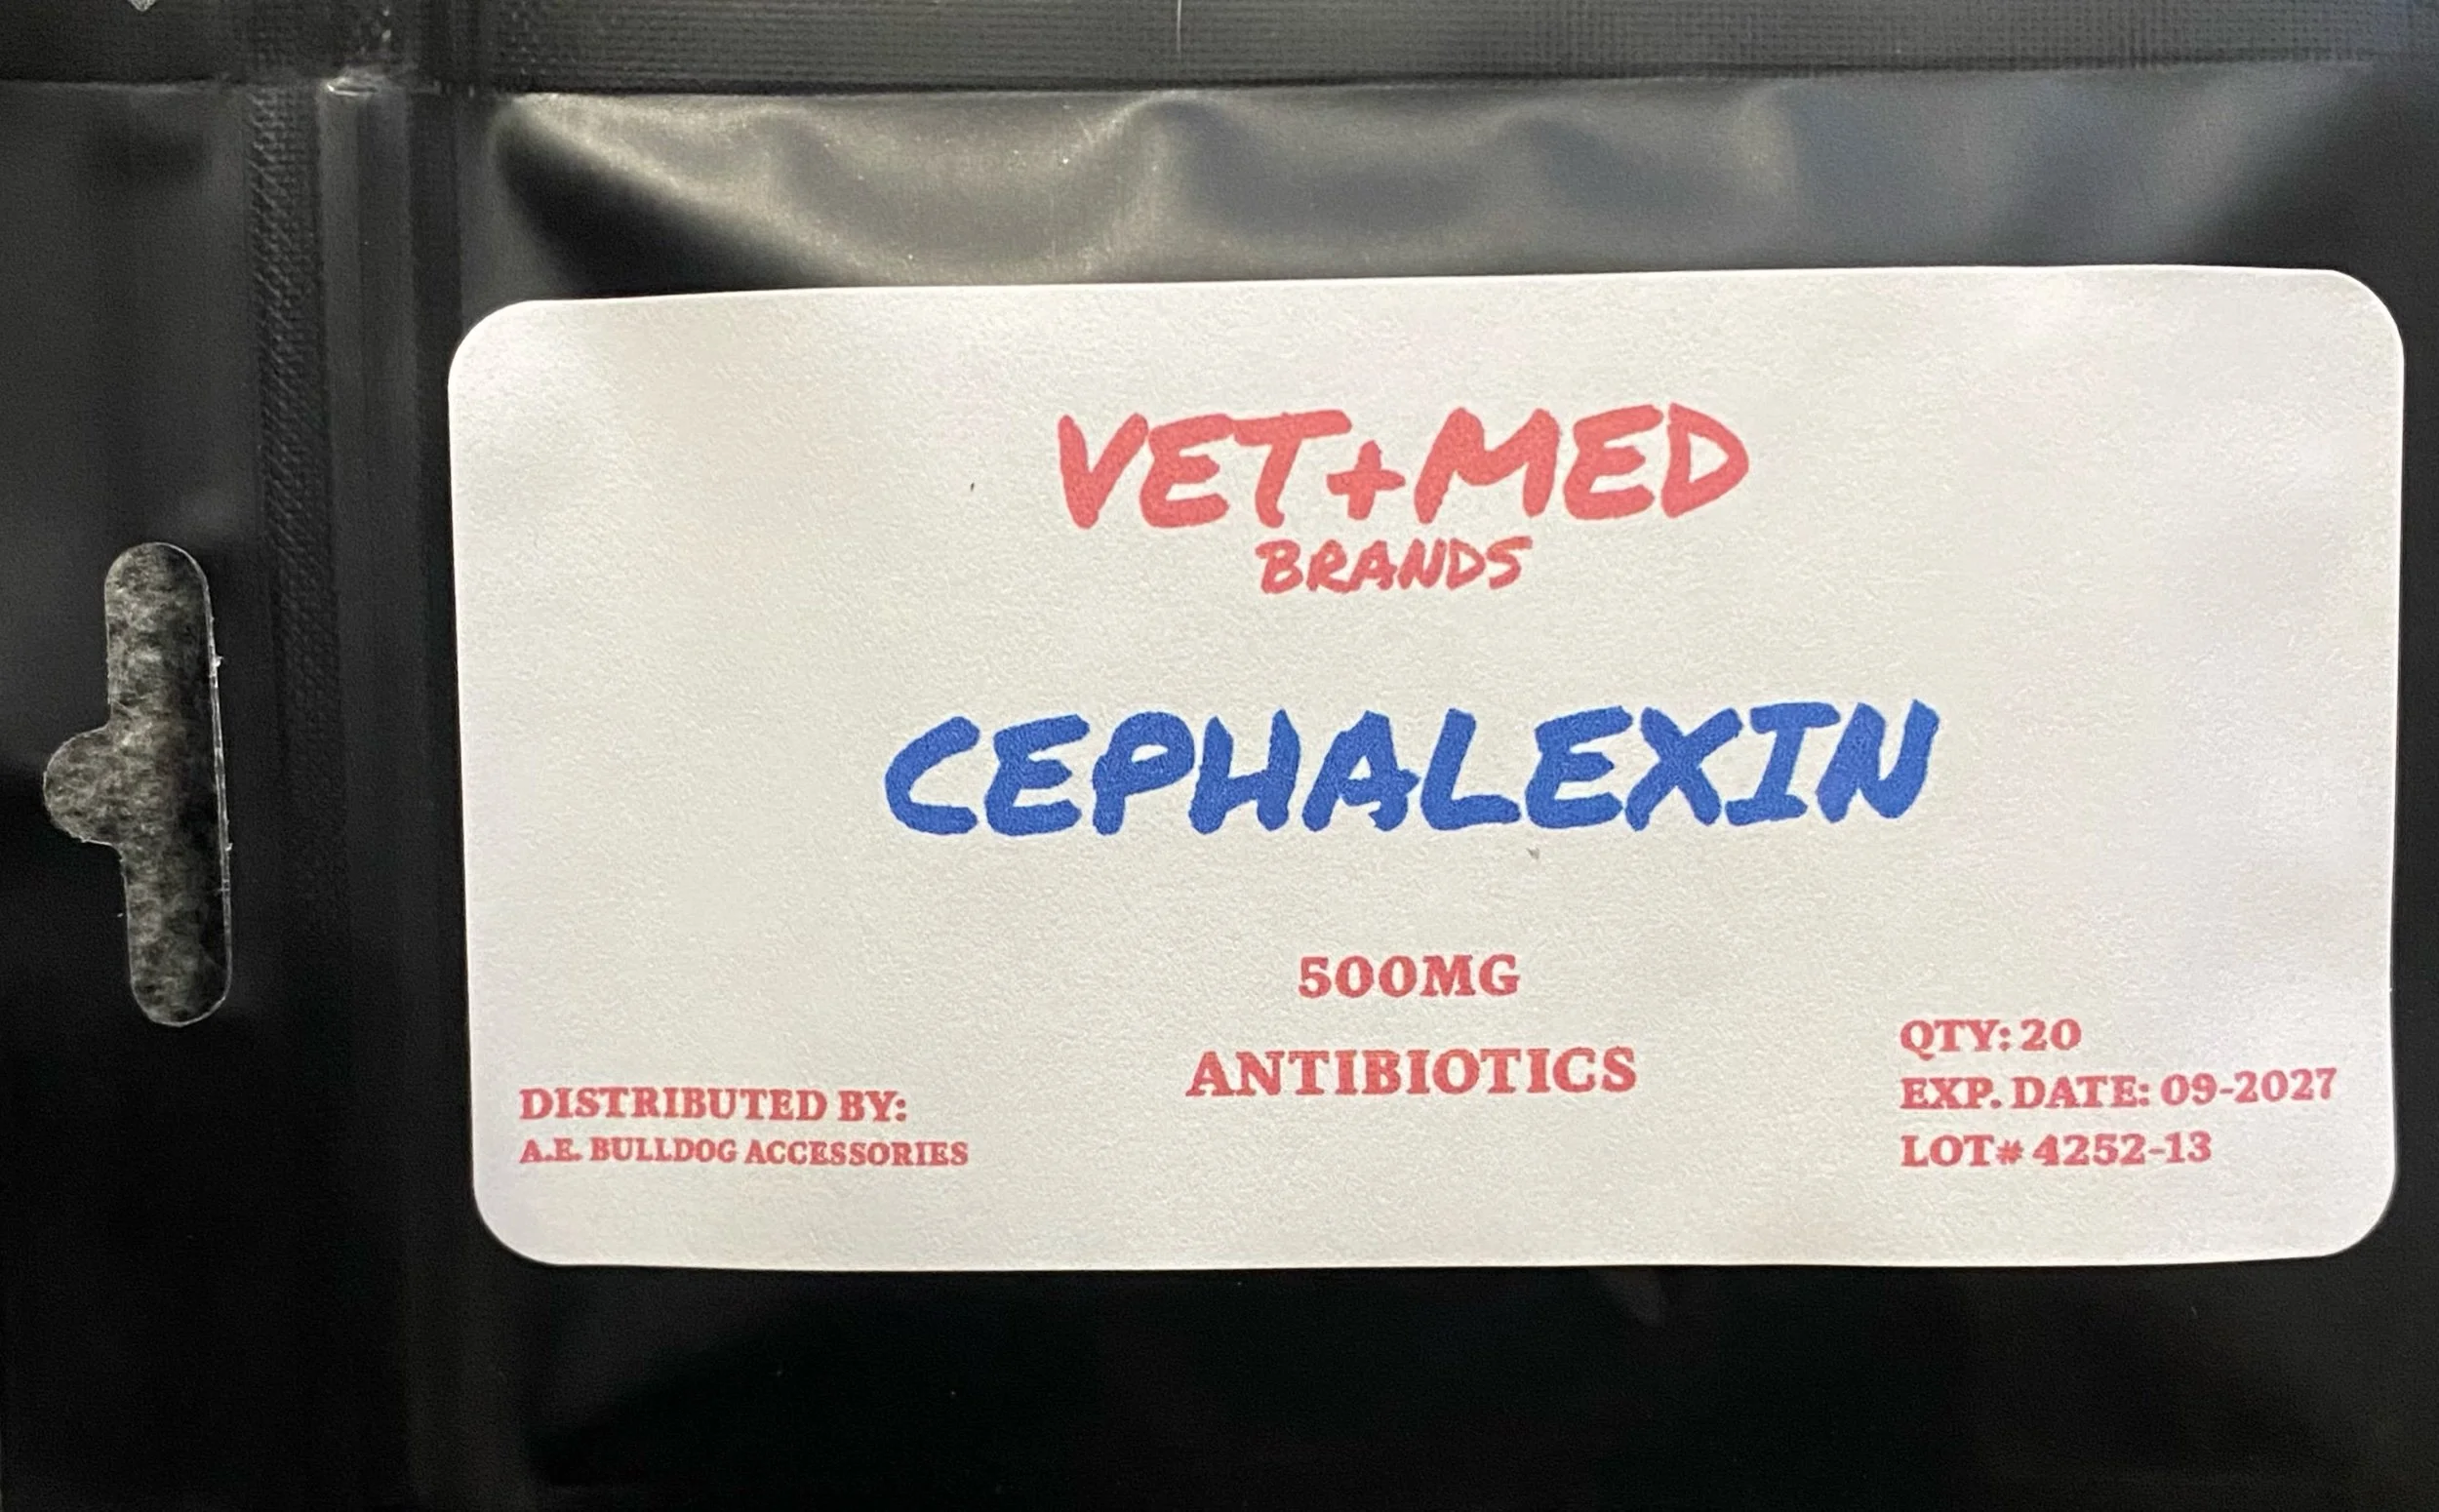 VET+MED
BRANDS
CEPHALEXIN
500MG
ANTIBIOTICS
DISTRIBUTED BY:
A.E. BULLDOG ACCESSORIES
QTY: 20
EXP. DATE: 09-2027
LOT# 4252-13